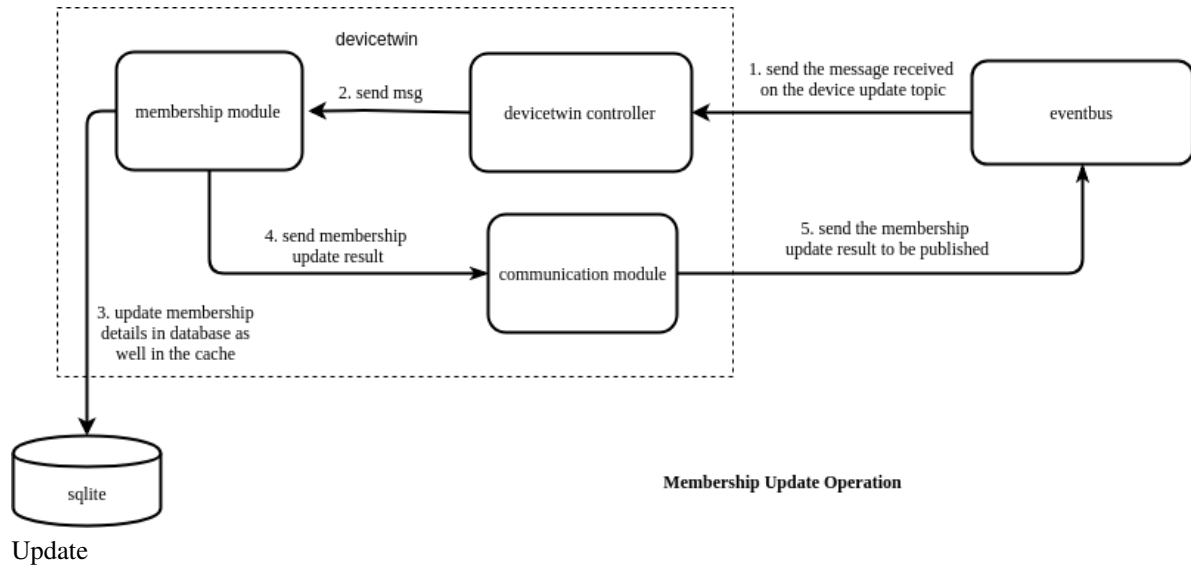 devicetwin
membership module
2. send msg
devicetwin controller
1. send the message received
on the device update topic
eventbus
4. send membership
update result
communication module
5. send the membership
update result to be published
3. update membership
details in database as
well in the cache
sqlite
Membership Update Operation
Update